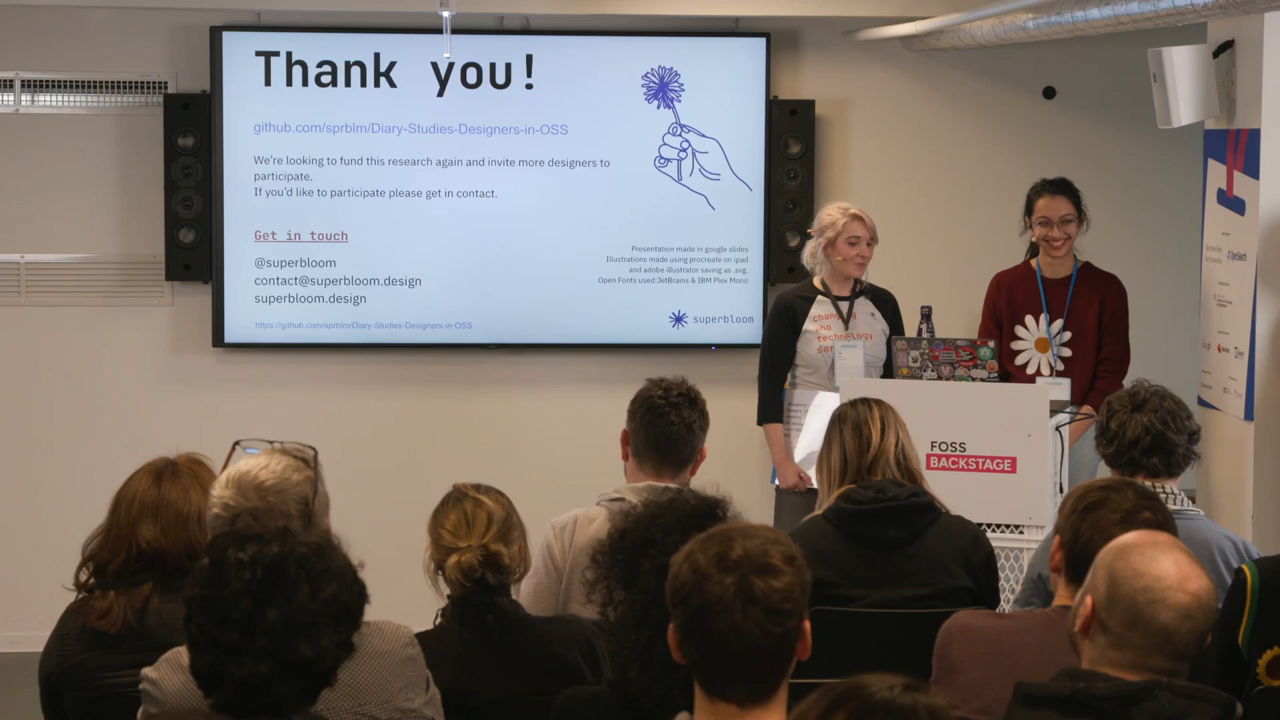 Thank you!
github.com/sprblm/Diary-Studies-Designers-in-OSS
We're looking to fund this research again and invite more designers to
participate.
If you'd like to participate please get in contact.
Get in touch
@superbloom
contact@superbloom.design
superbloom.design
https://github.com/sprblm/Diary-Studies-Designers-in-OSS
Presentation made in google slides
Illustrations made using procreate on ipad
and adobe illustrator saving as .svg.
Open Fonts used:JetBrains & IBM Plex Mono
superbloom
technology
FOSS
BACKSTAGE
Google